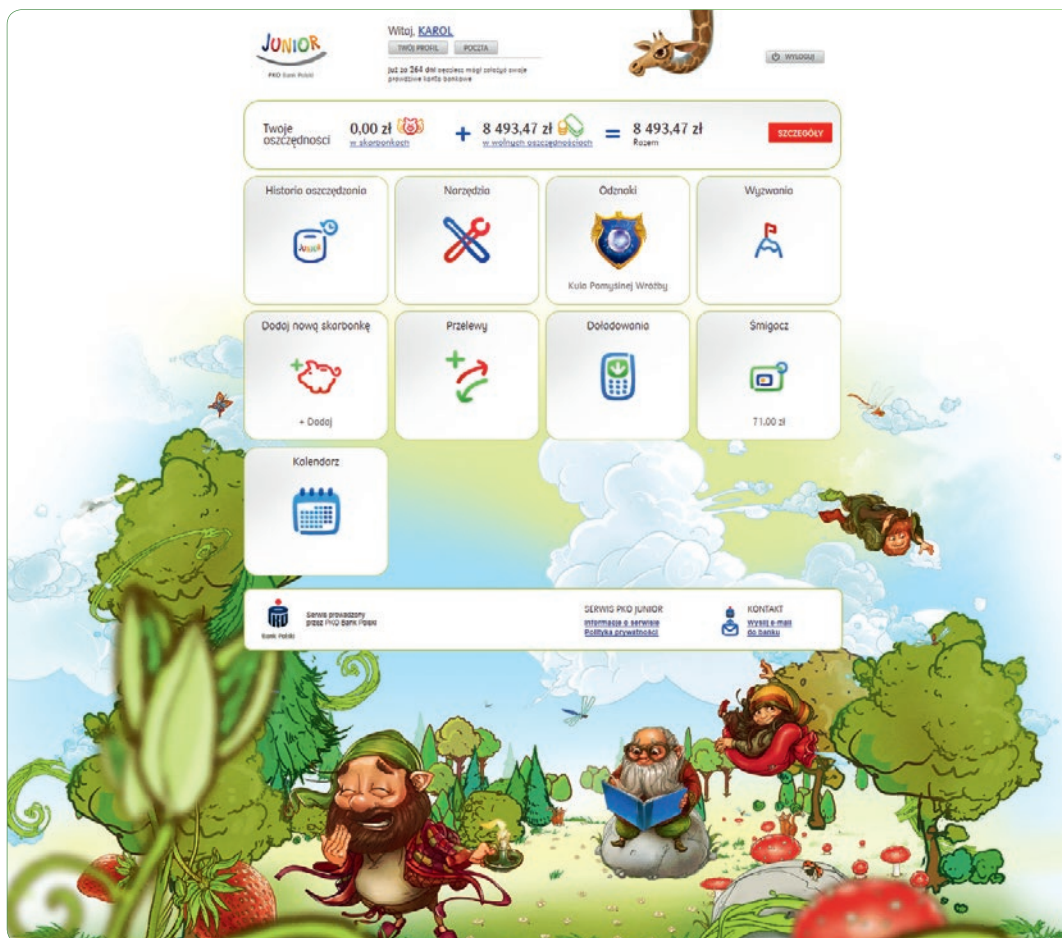 JUNIOR
PKO Bank Polski
Witaj, KAROL
TWÓJ PROFIL POCZTA
Już za 264 dni będziesz mógł założyć swoje
prawdziwe konto bankowe
WYLOGUJ
Twoje
oszczędności
0,00 zł
w skarbonkach
+
8 493,47 zł
w wolnych oszczędnościach
=
8 493,47 zł
Razem
SZCZEGÓŁY
Historia oszczędzania
JUNIOR
Narzędzia
Odznaki
Kula Pomyślnej Wróżby
Wyzwania
Dodaj nową skarbonkę
+ Dodaj
Przelewy
Doładowania
Śmigacz
71,00 zł
Kalendarz
Bank Polski
Serwis prowadzony
przez PKO Bank Polski
SERWIS PKO JUNIOR
Informacje o serwisie
Polityka prywatności
KONTAKT
Wyślij e-mail
do banku